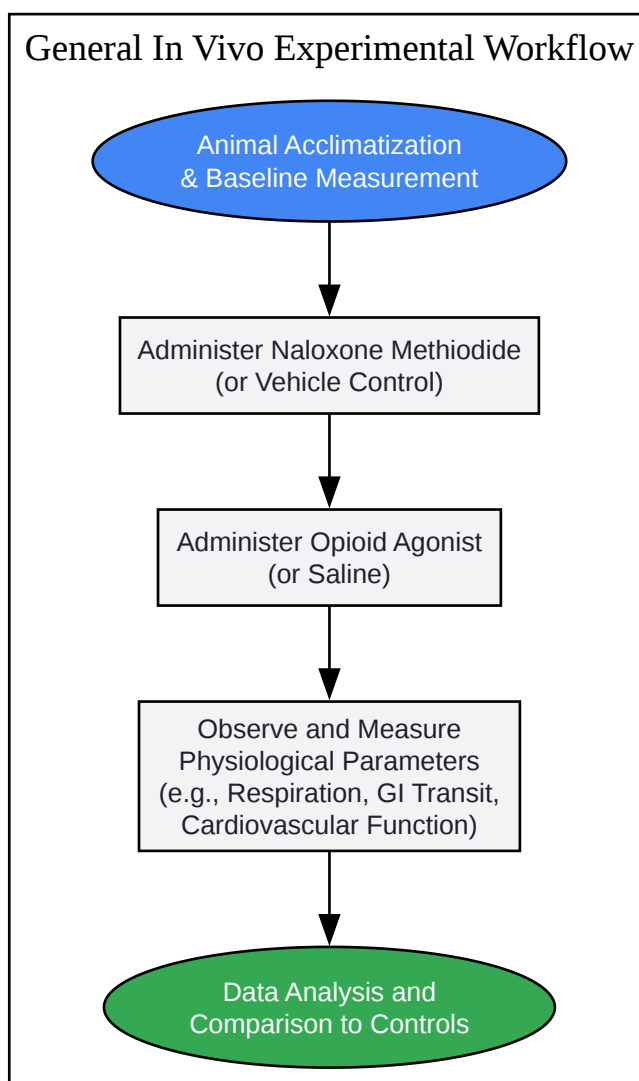 General In Vivo Experimental Workflow
Animal Acclimatization
& Baseline Measurement
Administer Naloxone Methiodide
(or Vehicle Control)
Administer Opioid Agonist
(or Saline)
Observe and Measure
Physiological Parameters
(e.g., Respiration, GI Transit,
Cardiovascular Function)
Data Analysis and
Comparison to Controls